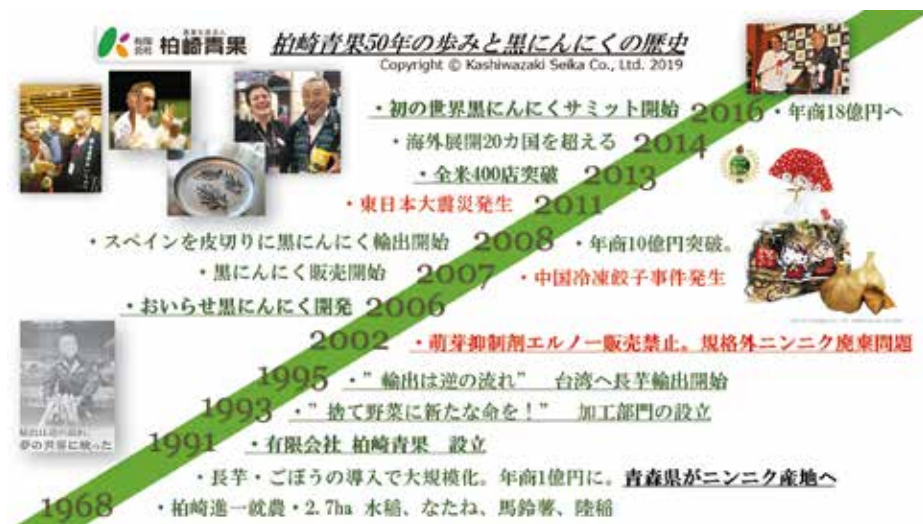 農業生産法人
有限会社 柏崎青果
柏崎青果50年の歩みと黒にんにくの歴史
Copyright © Kashiwazaki Seika Co., Ltd. 2019
・初の世界黒にんにくサミット開始 2016 ・年商18億円へ
・海外展開20カ国を超える 2014
・全米400店突破 2013
・東日本大震災発生 2011
・スペインを皮切りに黒にんにく輸出開始 2008 ・年商10億円突破。
・黒にんにく販売開始 2007 ・中国冷凍餃子事件発生
・おいらせ黒にんにく開発 2006
2002 ・萌芽抑制剤エルノー販売禁止。規格外ニンニク廃棄問題
1995 ・”輸出は逆の流れ” 台湾へ長芋輸出開始
1993 ・”捨て野菜に新たな命を！” 加工部門の設立
1991 ・有限会社 柏崎青果 設立
・長芋・ごぼうの導入で大規模化。年商1億円に。青森県がニンニク産地へ
1968 ・柏崎進一就農・2.7ha 水稲、なたね、馬鈴薯、陸稲
夢の世界に映った